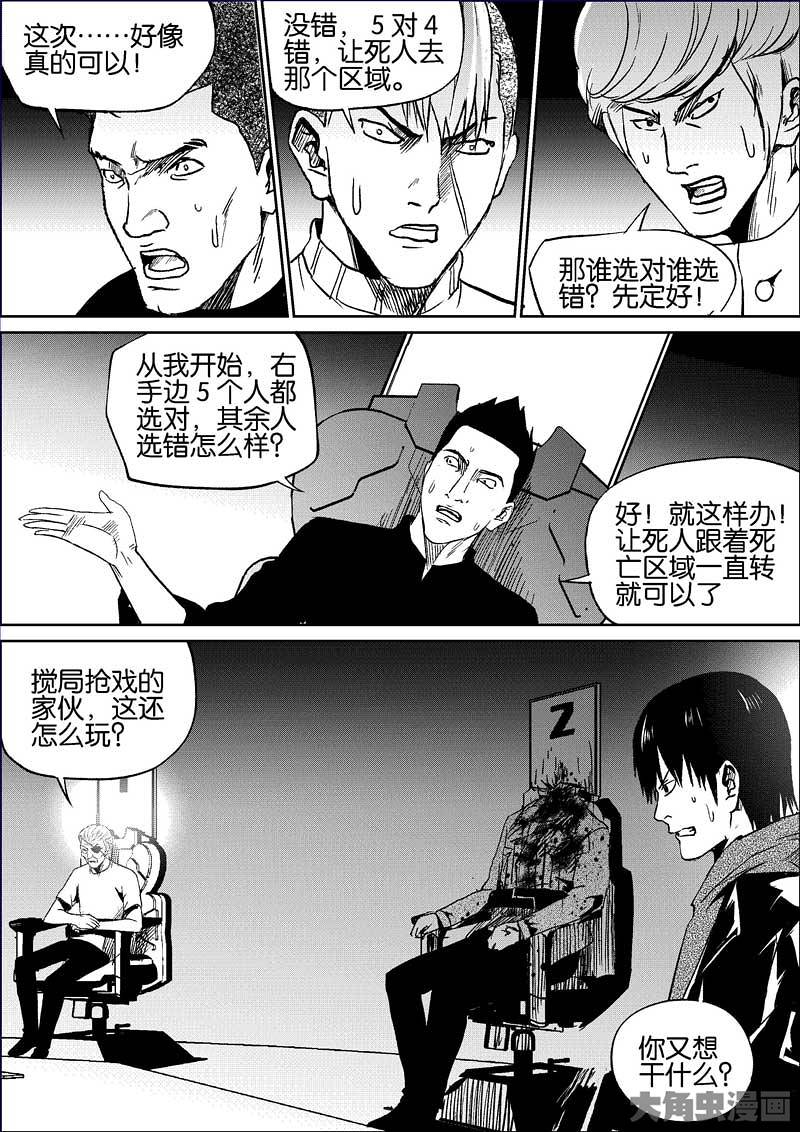 这次……好像
真的可以！
没错，5对4
错，让死人去
那个区域。
那谁选对谁选
错？先定好！
从我开始，右
手边5个人都
选对，其余人
选错怎么样？
好！就这样办！
让死人跟着死
亡区域一直转
就可以了
搅局抢戏的
家伙，这还
怎么玩？
Z
你又想
干什么？
大角虫漫画